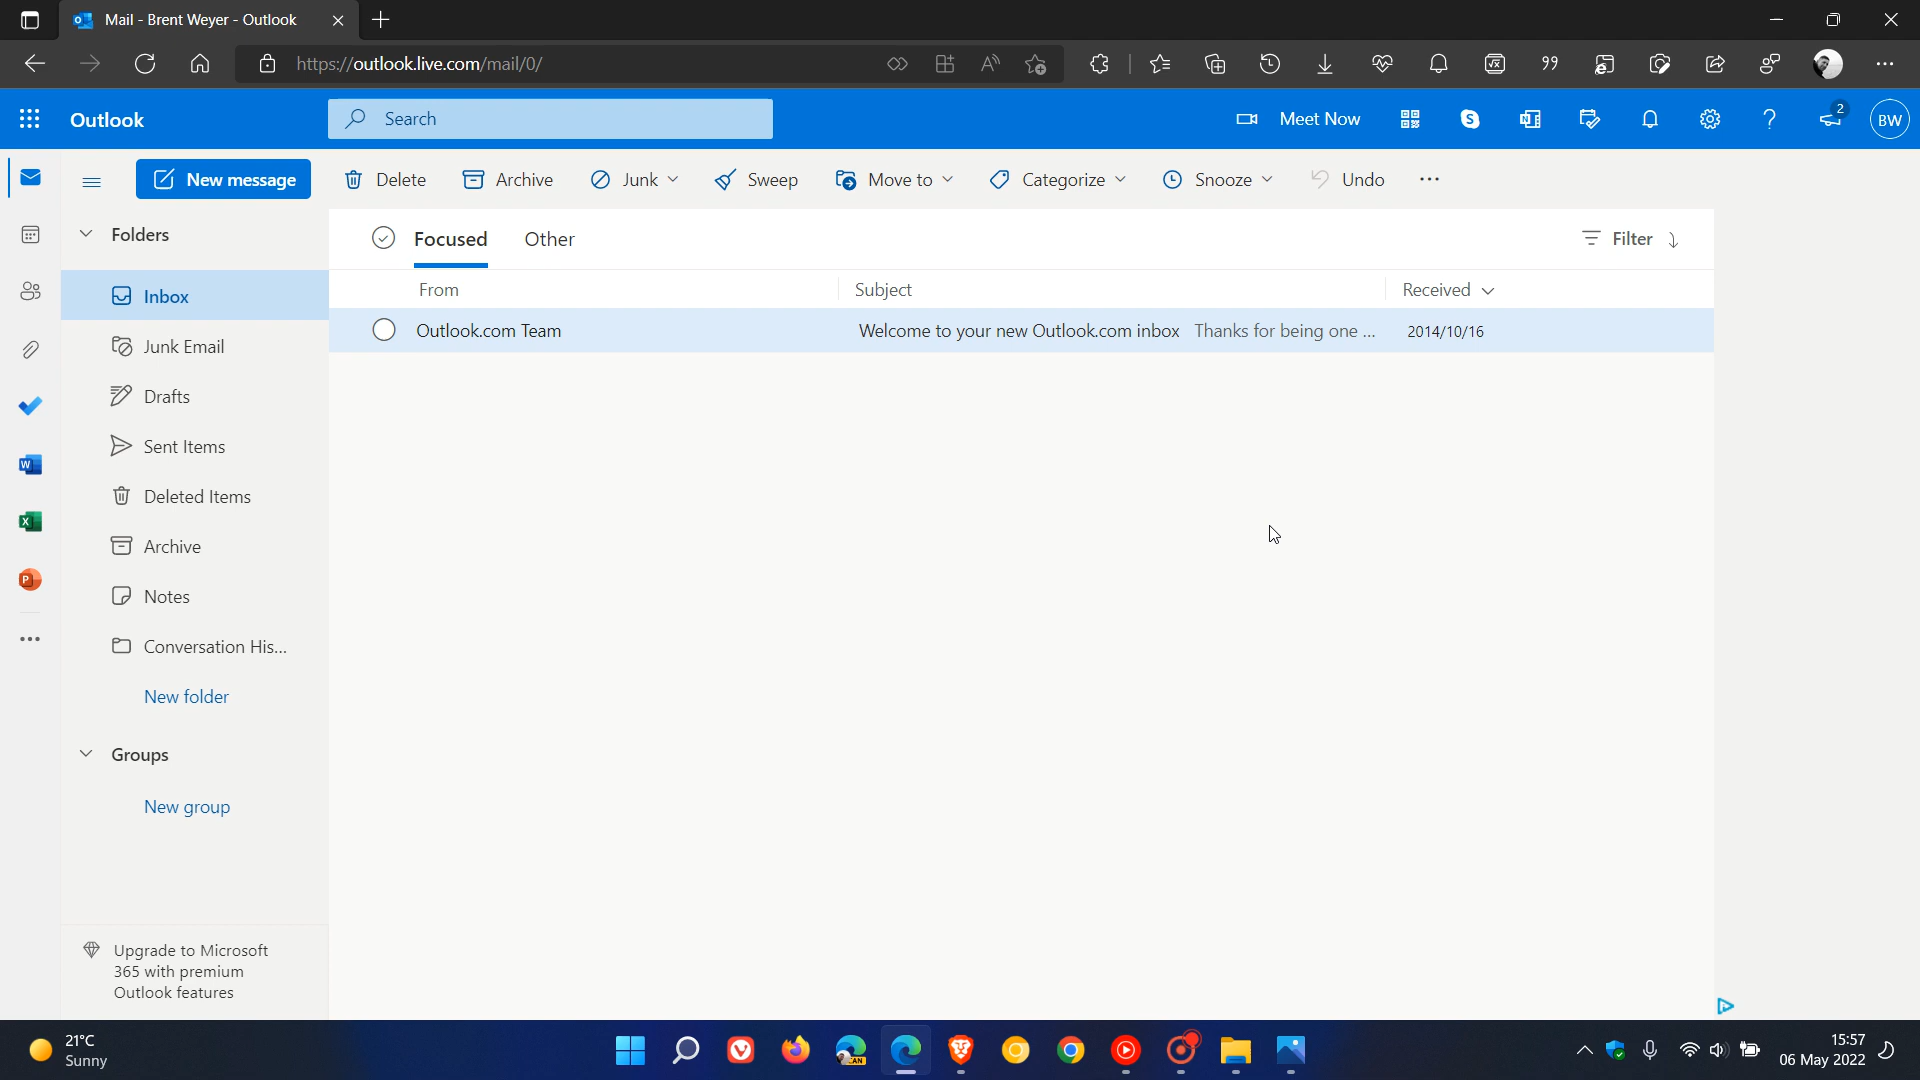 Mail - Brent Weyer - Outlook
https://outlook.live.com/mail/0/
Outlook
Search
Meet Now
2
BW
New message
Delete
Archive
Junk
Sweep
Move to
Categorize
Snooze
Undo
Folders
Focused
Other
Filter
From
Subject
Received
Inbox
Outlook.com Team
Welcome to your new Outlook.com inbox
Thanks for being one ...
2014/10/16
Junk Email
Drafts
Sent Items
Deleted Items
Archive
Notes
Conversation His...
New folder
Groups
New group
Upgrade to Microsoft
365 with premium
Outlook features
21°C
Sunny
15:57
06 May 2022